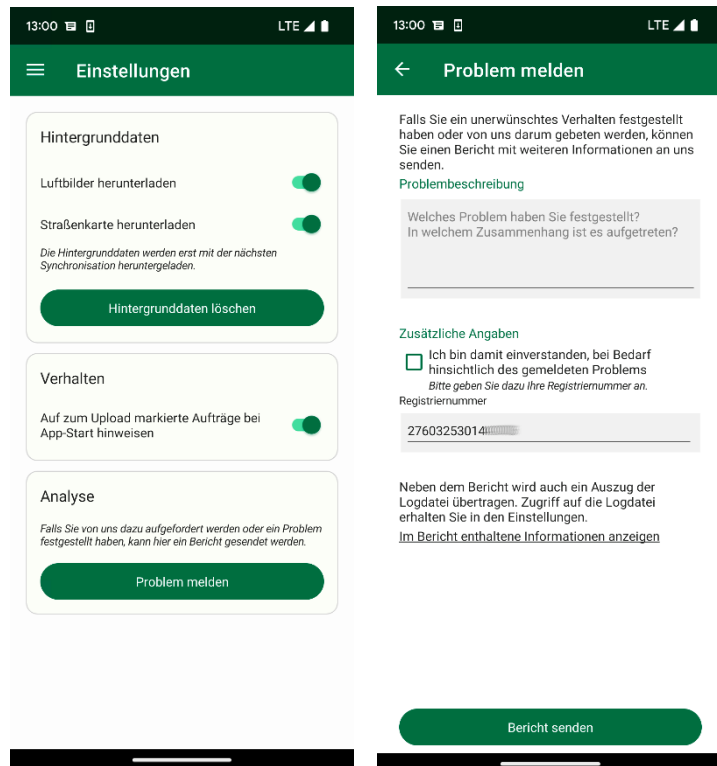 13:00
LTE
Einstellungen
Hintergrunddaten
Luftbilder herunterladen
Straßenkarte herunterladen
Die Hintergrunddaten werden erst mit der nächsten
Synchronisation heruntergeladen.
Hintergrunddaten löschen
Verhalten
Auf zum Upload markierte Aufträge bei
App-Start hinweisen
Analyse
Falls Sie von uns dazu aufgefordert werden oder ein Problem
festgestellt haben, kann hier ein Bericht gesendet werden.
Problem melden
13:00
LTE
Problem melden
Falls Sie ein unerwünschtes Verhalten festgestellt
haben oder von uns darum gebeten werden, können
Sie einen Bericht mit weiteren Informationen an uns
senden.
Problembeschreibung
Welches Problem haben Sie festgestellt?
In welchem Zusammenhang ist es aufgetreten?
Zusätzliche Angaben
Ich bin damit einverstanden, bei Bedarf
hinsichtlich des gemeldeten Problems
Bitte geben Sie dazu Ihre Registriernummer an.
Registriernummer
27603253014
Neben dem Bericht wird auch ein Auszug der
Logdatei übertragen. Zugriff auf die Logdatei
erhalten Sie in den Einstellungen.
Im Bericht enthaltene Informationen anzeigen
Bericht senden